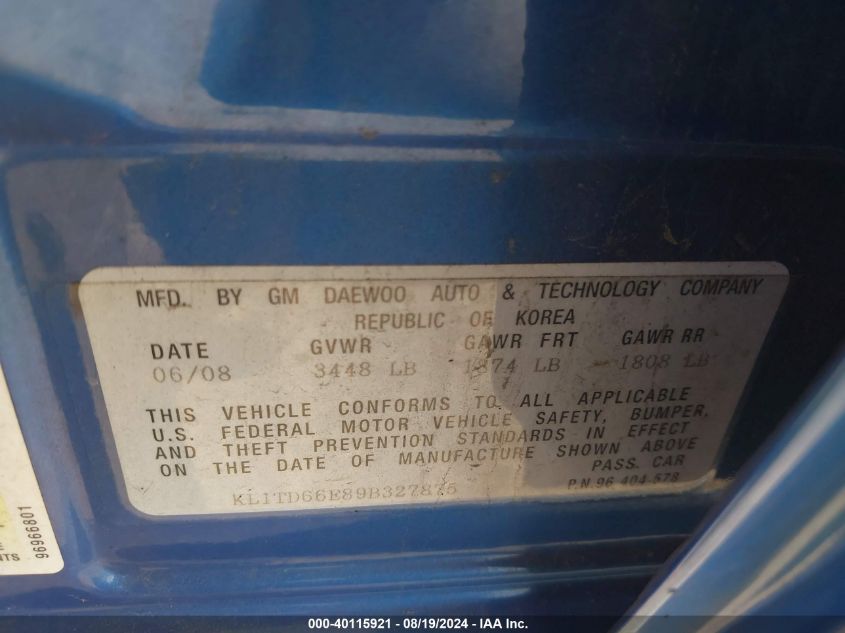 MFD. BY GM DAEWOO AUTO & TECHNOLOGY COMPANY
REPUBLIC OF KOREA
DATE GVWR GAWR FRT GAWR RR
06/08 3448 LB 1874 LB 1808 LB
THIS VEHICLE CONFORMS TO ALL APPLICABLE
U.S. FEDERAL MOTOR VEHICLE SAFETY, BUMPER,
AND THEFT PREVENTION STANDARDS IN EFFECT
ON THE DATE OF MANUFACTURE SHOWN ABOVE
PASS. CAR
KL1TD66E89B327875
P.N.96 404 578
96966801
000-40115921 - 08/19/2024 - IAA Inc.